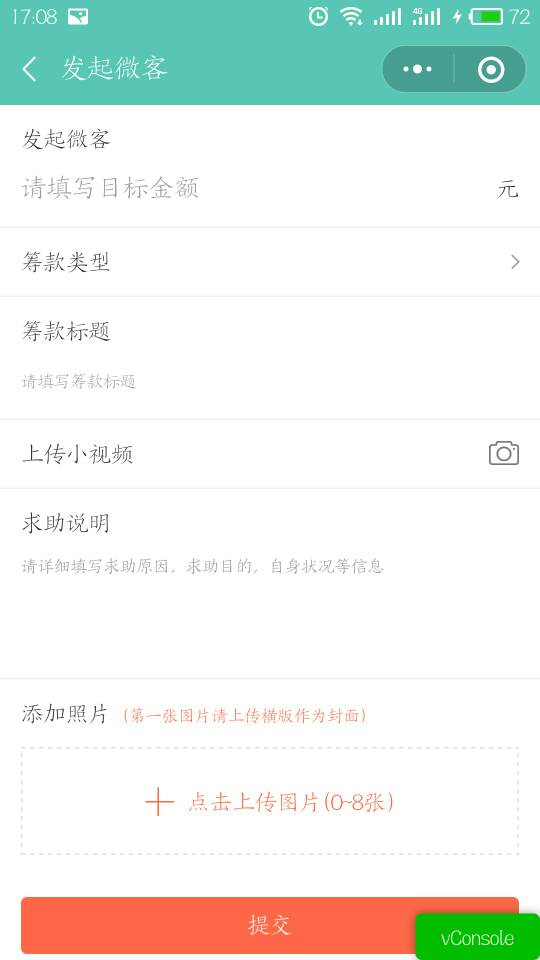 17:08
4G
72
发起微客
发起微客
请填写目标金额
元
筹款类型
筹款标题
请填写筹款标题
上传小视频
求助说明
请详细填写求助原因，求助目的，自身状况等信息
添加照片 (第一张图片请上传横版作为封面)
点击上传图片(0~8张)
提交
vConsole